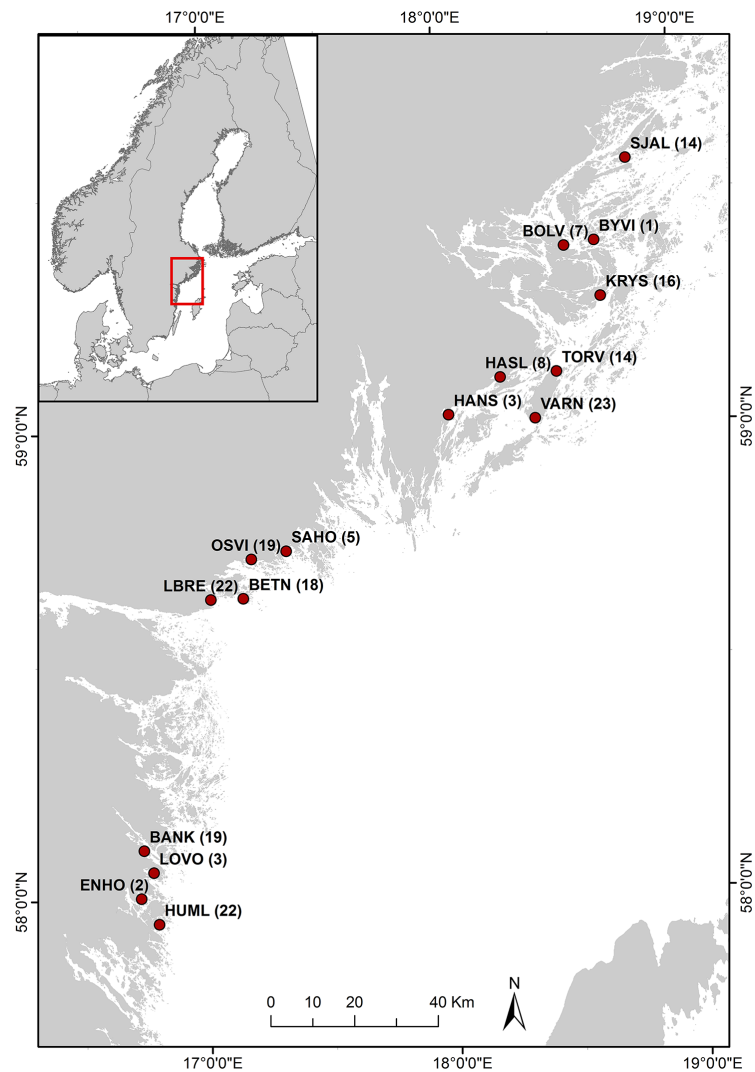 17°0'0"E
18°0'0"E
19°0'0"E
SJAL (14)
BOLV (7)
BYVI (1)
KRYS (16)
HASL (8)
TORV (14)
HANS (3)
VARN (23)
59°0'0"N
59°0'0"N
OSVI (19)
SAHO (5)
LBRE (22)
BETN (18)
BANK (19)
LOVO (3)
ENHO (2)
HUML (22)
58°0'0"N
58°0'0"N
0 10 20 40 Km
N
17°0'0"E
18°0'0"E
19°0'0"E